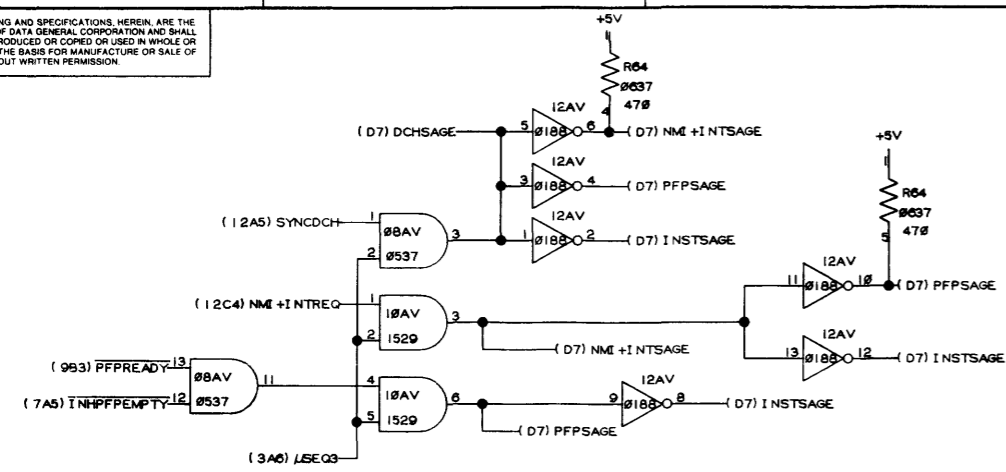 NG AND SPECIFICATIONS, HEREIN, ARE THE
OF DATA GENERAL CORPORATION AND SHALL
RODUCED OR COPIED OR USED IN WHOLE OR
THE BASIS FOR MANUFACTURE OR SALE OF
OUT WRITTEN PERMISSION.
+5V
1
R64
Ø637
47Ø
4
12AV
(D7) DCHSAGE 5 Ø188 6 (D7) NMI+INTSAGE
12AV
3 Ø188 4 (D7) PFPSAGE
12AV
1 Ø188 2 (D7) INSTSAGE
+5V
1
R64
Ø637
47Ø
5
(12A5) SYNCDCH 1
Ø8AV 3
2 Ø537
12AV
11 Ø188 1Ø (D7) PFPSAGE
(12C4) NMI+INTREQ 1
1ØAV 3
2 1529
(D7) NMI+INTSAGE
12AV
13 Ø188 12 (D7) INSTSAGE
(9B3) PFPREADY 13
Ø8AV 11
(7A5) INHPFPEMPTY 12 Ø537
4
1ØAV 6
5 1529
12AV
9 Ø188 8 (D7) INSTSAGE
(D7) PFPSAGE
(3A6) µSEQ3